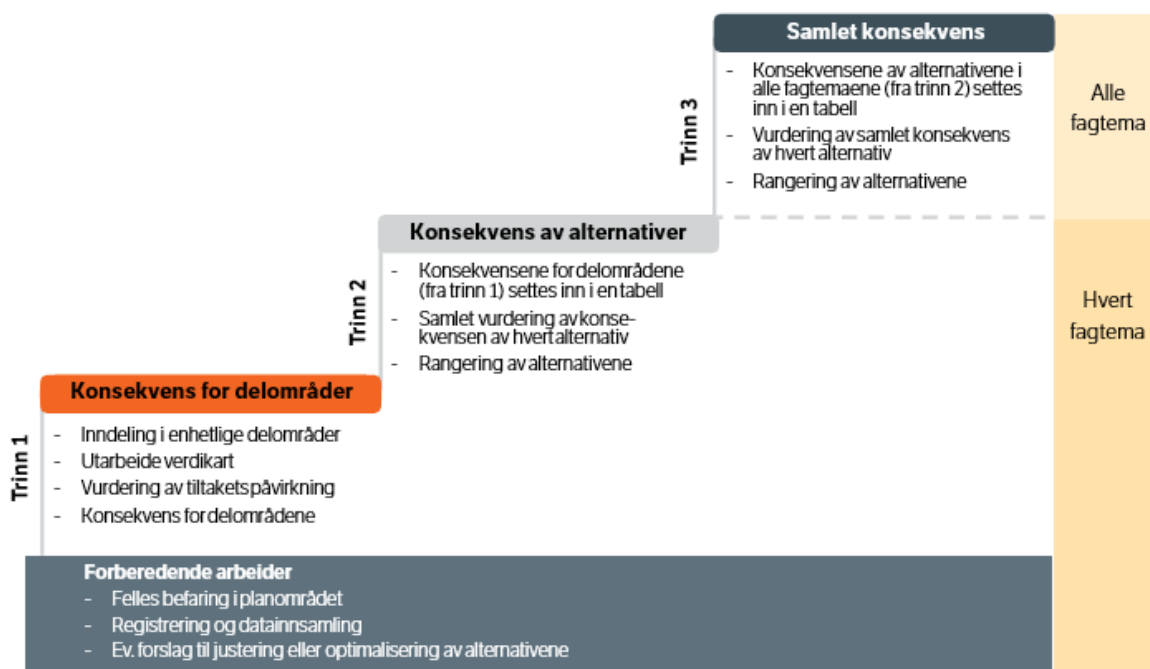 Samlet konsekvens
- Konsekvensene av alternativene i
alle fagtemaene (fra trinn 2) settes
inn i en tabell
- Vurdering av samlet konsekvens
av hvert alternativ
- Rangering av alternativene
Trinn 3
Alle
fagtema
Konsekvens av alternativer
- Konsekvensene for delområdene
(fra trinn 1) settes inn i en tabell
- Samlet vurdering av konse-
kvensen av hvert alternativ
- Rangering av alternativene
Trinn 2
Hvert
fagtema
Konsekvens for delområder
- Inndeling i enhetlige delområder
- Utarbeide verdikart
- Vurdering av tiltakets påvirkning
- Konsekvens for delområdene
Trinn 1
Forberedende arbeider
- Felles befaring i planområdet
- Registrering og datainnsamling
- Ev. forslag til justering eller optimalisering av alternativene